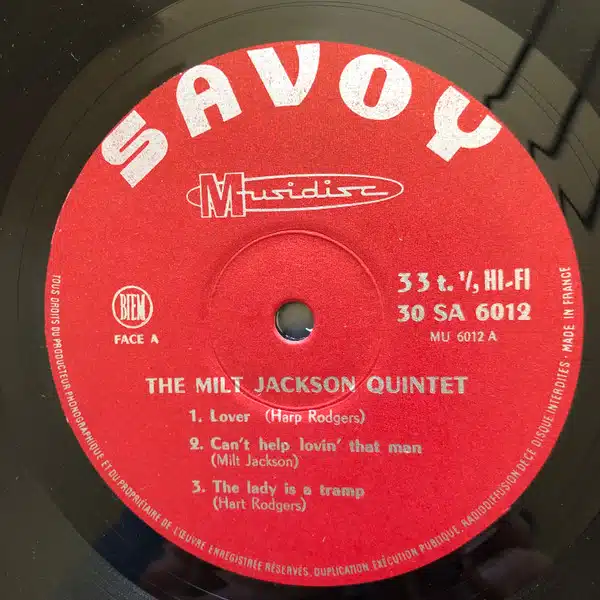 SAVOY
Musidisc
33 t. ⅓, HI-FI
30 SA 6012
MU 6012 A
BIEM
FACE A
THE MILT JACKSON QUINTET
1. Lover (Harp Rodgers)
2. Can't help lovin' that man
(Milt Jackson)
3. The lady is a tramp
(Hart Rodgers)
TOUS DROITS DU PRODUCTEUR PHONOGRAPHIQUE ET DU PROPRIÉTAIRE DE L'ŒUVRE ENREGISTRÉE RÉSERVÉS, DUPLICATION, EXÉCUTION PUBLIQUE, RADIODIFFUSION DE CE DISQUE INTERDITES · MADE IN FRANCE